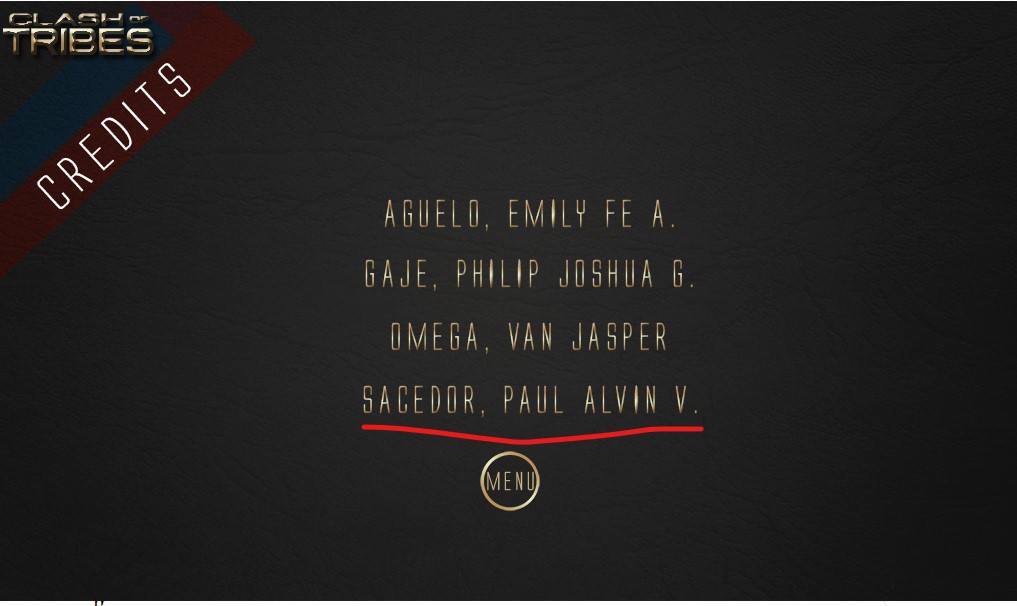 CLASH OF
TRIBES
CREDITS
AGUELO, EMILY FE A.
GAJE, PHILIP JOSHUA G.
OMEGA, VAN JASPER
SACEDOR, PAUL ALVIN V.
MENU